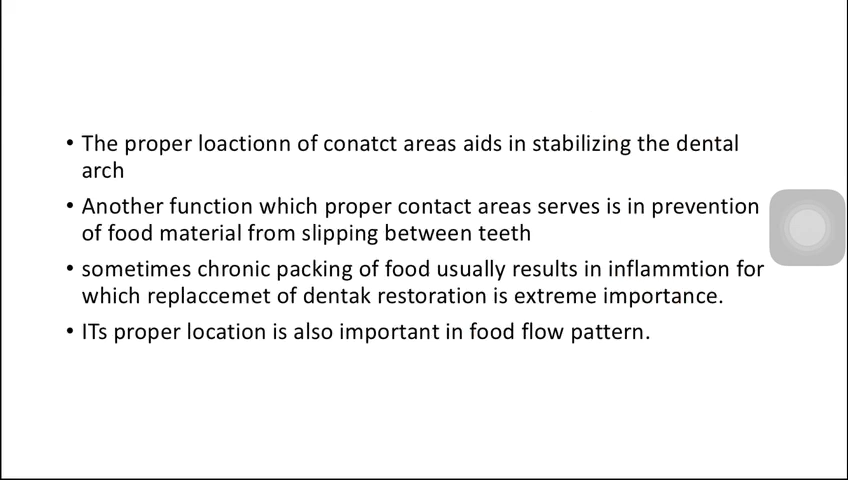 • The proper loactionn of conatct areas aids in stabilizing the dental
arch
• Another function which proper contact areas serves is in prevention
of food material from slipping between teeth
• sometimes chronic packing of food usually results in inflammtion for
which replaccemet of dentak restoration is extreme importance.
• ITs proper location is also important in food flow pattern.